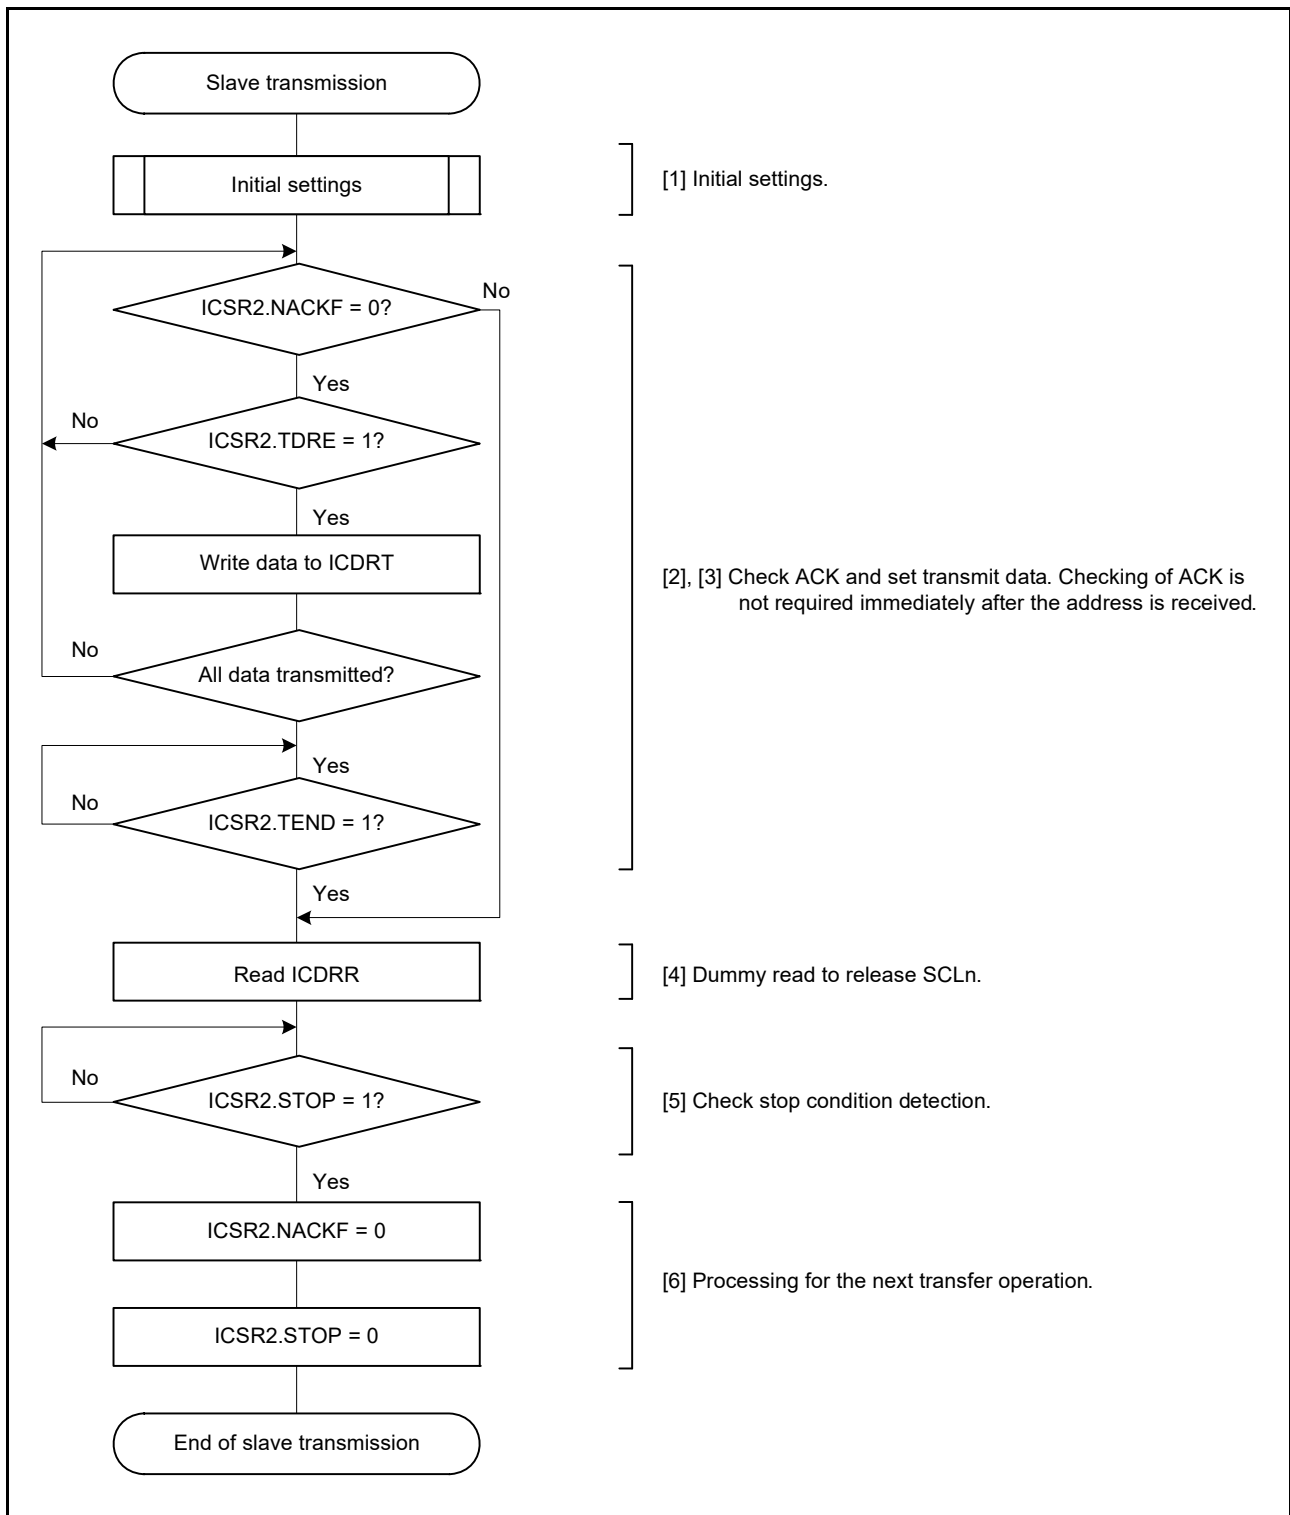 Slave transmission
Initial settings
[1] Initial settings.
ICSR2.NACKF = 0?
No
Yes
No
ICSR2.TDRE = 1?
Yes
Write data to ICDRT
[2], [3] Check ACK and set transmit data. Checking of ACK is
not required immediately after the address is received.
No
All data transmitted?
Yes
No
ICSR2.TEND = 1?
Yes
Read ICDRR
[4] Dummy read to release SCLn.
No
ICSR2.STOP = 1?
[5] Check stop condition detection.
Yes
ICSR2.NACKF = 0
[6] Processing for the next transfer operation.
ICSR2.STOP = 0
End of slave transmission